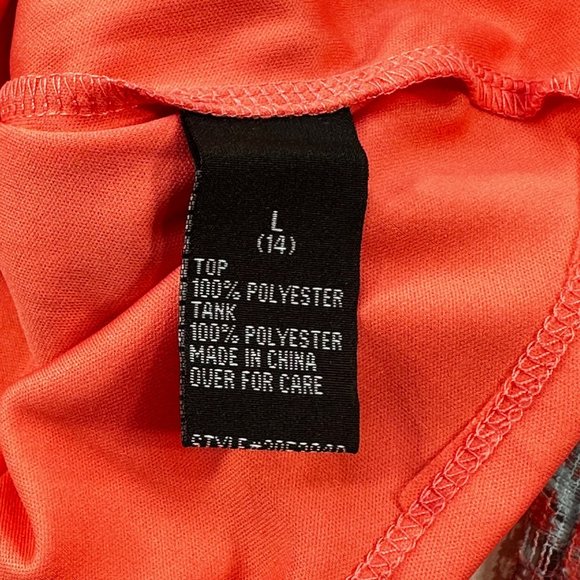 L
(14)
TOP
100% POLYESTER
TANK
100% POLYESTER
MADE IN CHINA
OVER FOR CARE